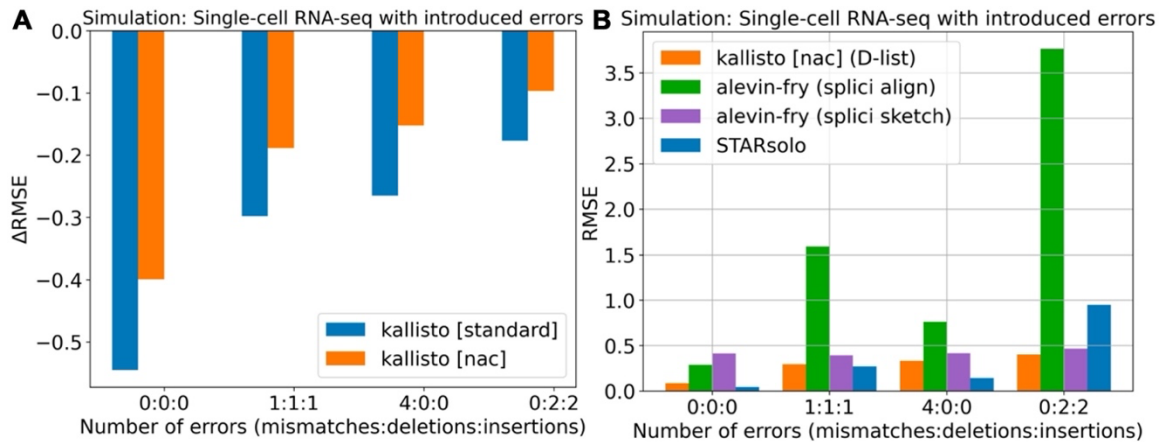 A
Simulation: Single-cell RNA-seq with introduced errors
0.0
−0.1
−0.2
−0.3
−0.4
−0.5
ΔRMSE
kallisto [standard]
kallisto [nac]
0:0:0 1:1:1 4:0:0 0:2:2
Number of errors (mismatches:deletions:insertions)
B
Simulation: Single-cell RNA-seq with introduced errors
kallisto [nac] (D-list)
alevin-fry (splici align)
alevin-fry (splici sketch)
STARsolo
3.5
3.0
2.5
2.0
1.5
1.0
0.5
0.0
RMSE
0:0:0 1:1:1 4:0:0 0:2:2
Number of errors (mismatches:deletions:insertions)